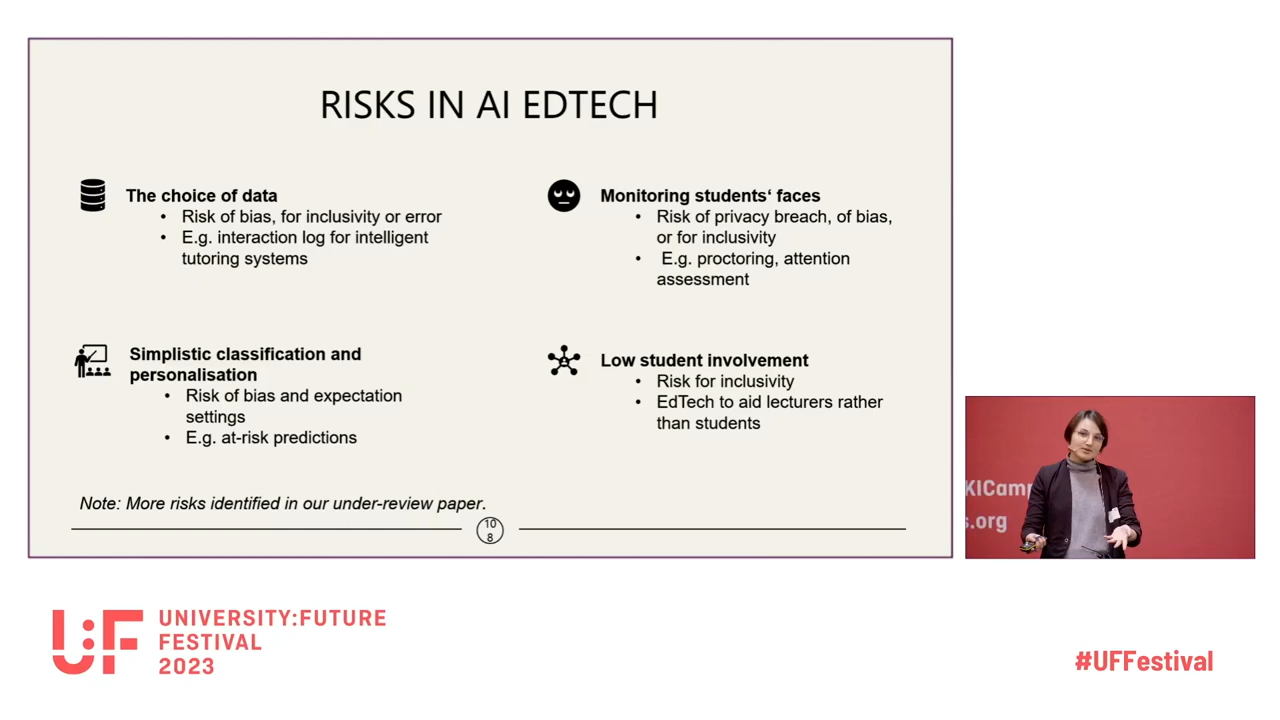 RISKS IN AI EDTECH
The choice of data
• Risk of bias, for inclusivity or error
• E.g. interaction log for intelligent
tutoring systems
Monitoring students‘ faces
• Risk of privacy breach, of bias,
or for inclusivity
• E.g. proctoring, attention
assessment
Simplistic classification and
personalisation
• Risk of bias and expectation
settings
• E.g. at-risk predictions
Low student involvement
• Risk for inclusivity
• EdTech to aid lecturers rather
than students
Note: More risks identified in our under-review paper.
10
8
KICam
s.org
U:F
UNIVERSITY:FUTURE
FESTIVAL
2023
#UFFestival